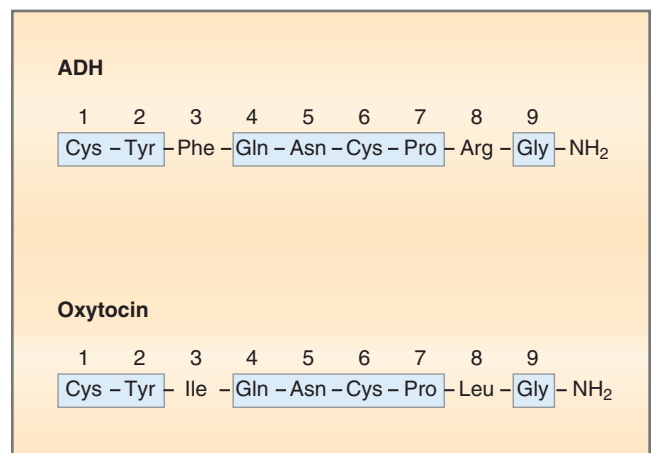 ADH
1 2 3 4 5 6 7 8 9
Cys – Tyr – Phe – Gln – Asn – Cys – Pro – Arg – Gly – NH₂
Oxytocin
1 2 3 4 5 6 7 8 9
Cys – Tyr – Ile – Gln – Asn – Cys – Pro – Leu – Gly – NH₂